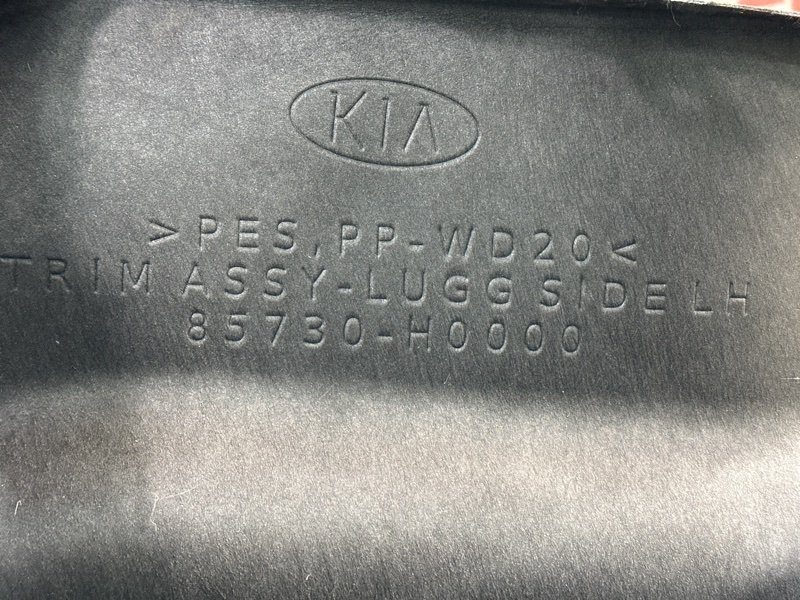 KIA
>PES,PP-WD20<
TRIM ASSY-LUGG SIDE LH
85730-H0000